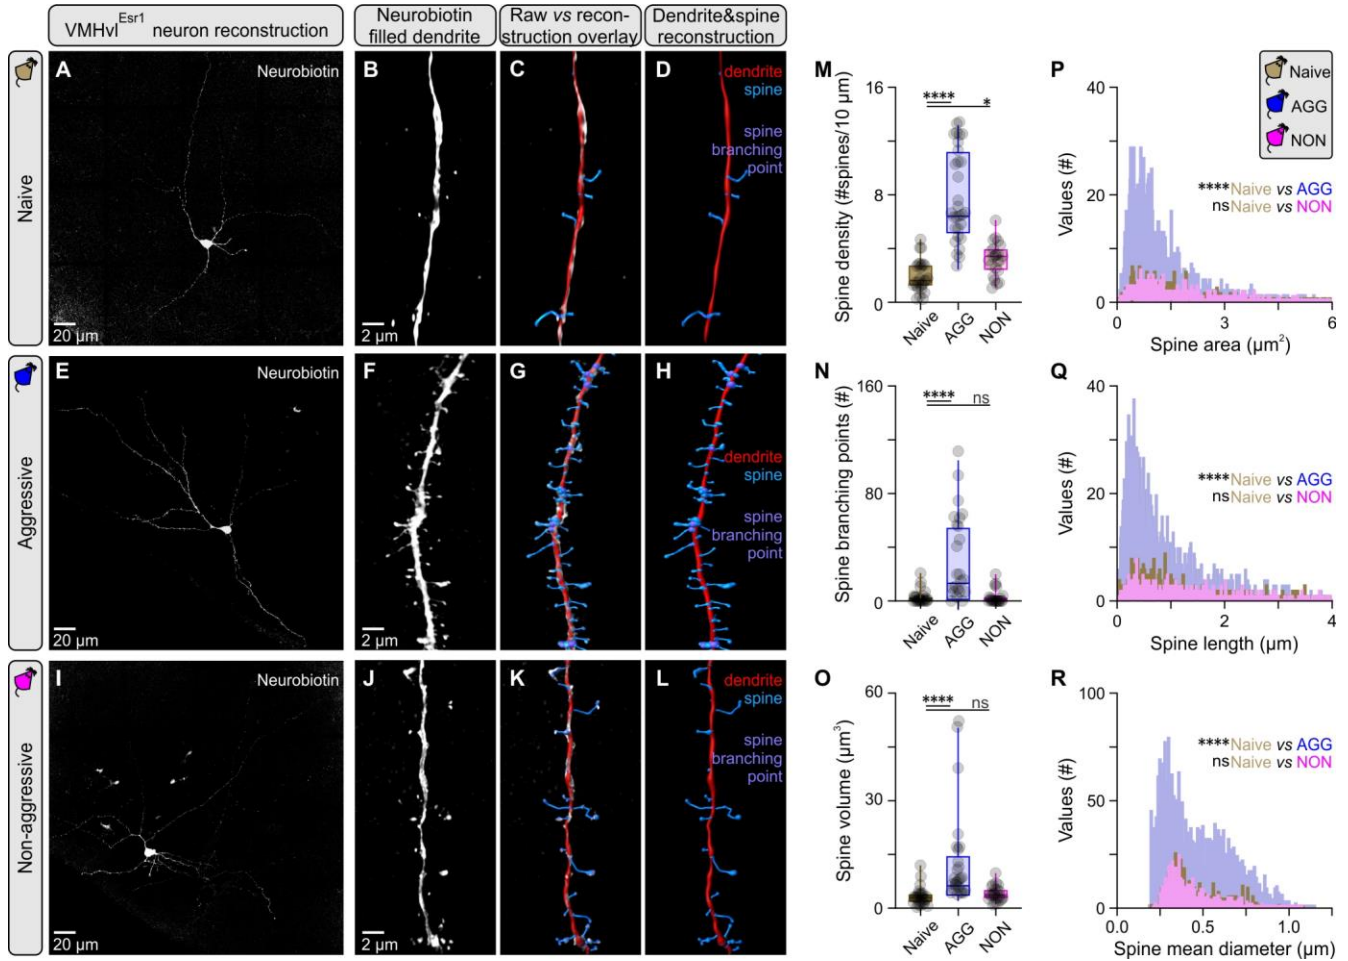 VMHvl^Esr1 neuron reconstruction
Neurobiotin
filled dendrite
Raw vs recon-
struction overlay
Dendrite&spine
reconstruction
Naive
A
Neurobiotin
20 µm
B
2 µm
C
D
dendrite
spine
spine
branching
point
Aggressive
E
Neurobiotin
20 µm
F
2 µm
G
H
dendrite
spine
spine
branching
point
Non-aggressive
I
Neurobiotin
20 µm
J
2 µm
K
L
dendrite
spine
spine
branching
point
M
Spine density (#spines/10 µm)
16
8
0
****
*
Naive
AGG
NON
N
Spine branching points (#)
160
80
0
****
ns
Naive
AGG
NON
O
Spine volume (µm³)
60
30
0
****
ns
Naive
AGG
NON
P
Values (#)
40
20
0
0
3
6
Spine area (µm²)
Naive
AGG
NON
****Naive vs AGG
nsNaive vs NON
Q
Values (#)
40
20
0
0
2
4
Spine length (µm)
****Naive vs AGG
nsNaive vs NON
R
Values (#)
100
50
0
0
0.5
1.0
Spine mean diameter (µm)
****Naive vs AGG
nsNaive vs NON